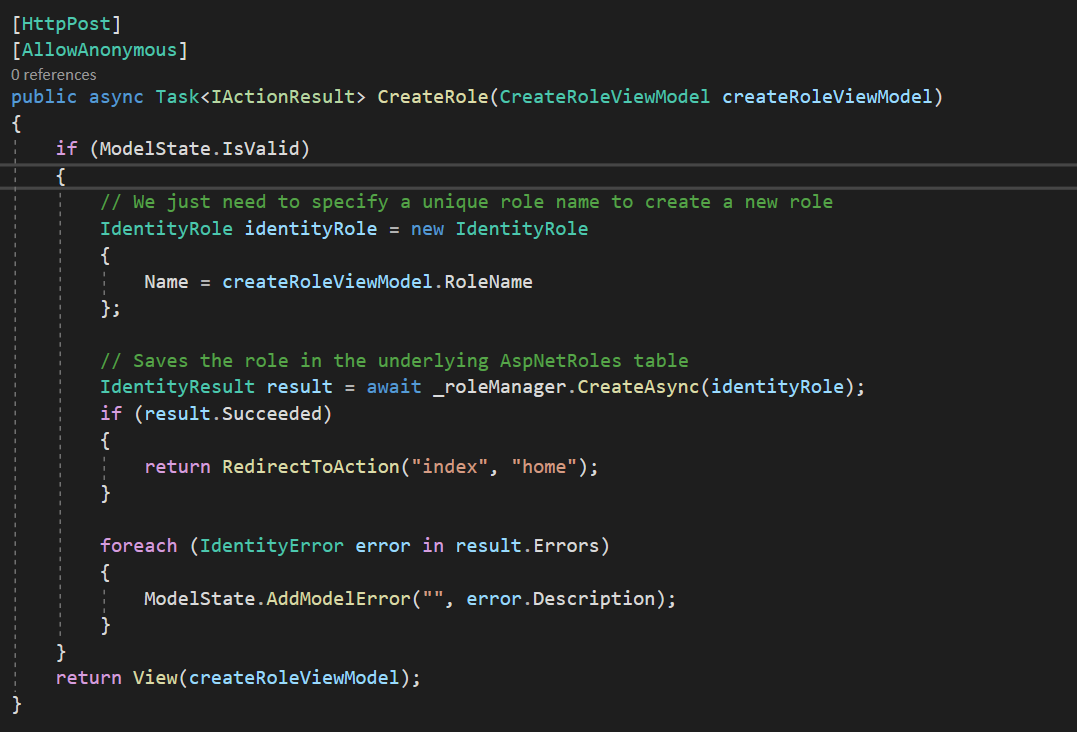 [HttpPost]
[AllowAnonymous]
0 references
public async Task<IActionResult> CreateRole(CreateRoleViewModel createRoleViewModel)
{
    if (ModelState.IsValid)
    {
        // We just need to specify a unique role name to create a new role
        IdentityRole identityRole = new IdentityRole
        {
            Name = createRoleViewModel.RoleName
        };

        // Saves the role in the underlying AspNetRoles table
        IdentityResult result = await _roleManager.CreateAsync(identityRole);
        if (result.Succeeded)
        {
            return RedirectToAction("index", "home");
        }

        foreach (IdentityError error in result.Errors)
        {
            ModelState.AddModelError("", error.Description);
        }
    }
    return View(createRoleViewModel);
}